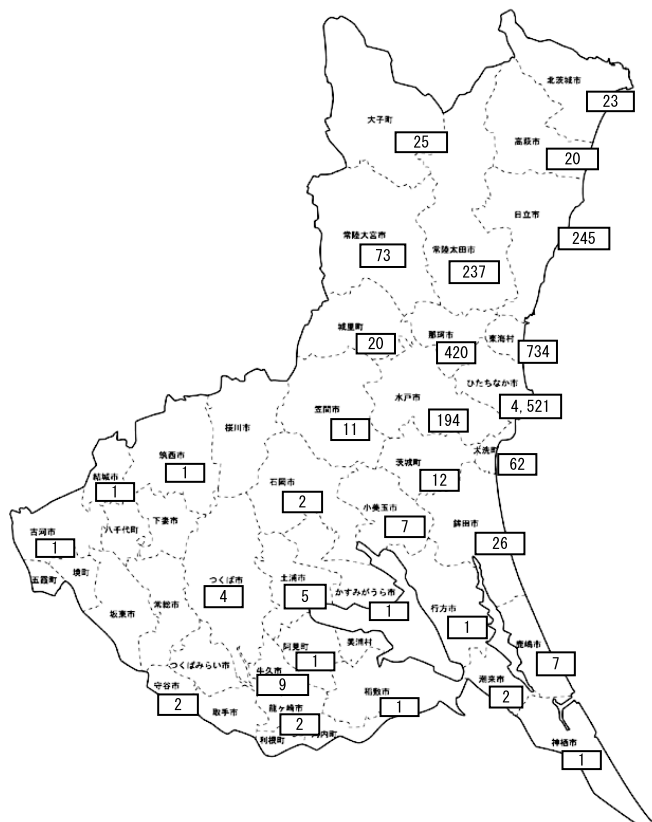 北茨城市
23
大子町
25
高萩市
20
日立市
245
常陸大宮市
73
常陸太田市
237
城里町
20
那珂市
420
東海村
734
ひたちなか市
4,521
水戸市
194
笠間市
11
桜川市
筑西市
1
結城市
1
大洗町
62
茨城町
12
石岡市
2
小美玉市
7
鉾田市
26
古河市
1
八千代町
下妻市
五霞町
境町
坂東市
常総市
つくば市
4
土浦市
5
かすみがうら市
1
行方市
1
鹿嶋市
7
阿見町
1
美浦村
つくばみらい市
牛久市
9
守谷市
2
取手市
龍ヶ崎市
2
稲敷市
1
潮来市
2
利根町
河内町
神栖市
1